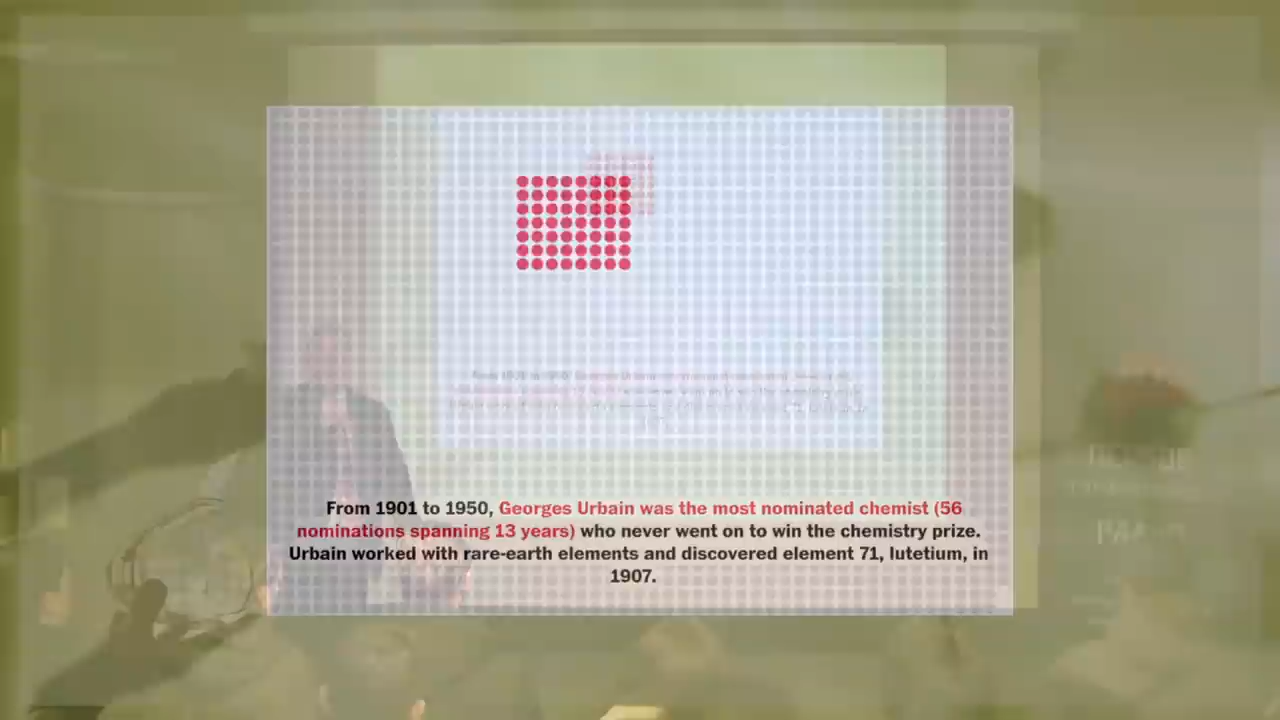 From 1901 to 1950, Georges Urbain was the most nominated chemist (56
nominations spanning 13 years) who never went on to win the chemistry prize.
Urbain worked with rare-earth elements and discovered element 71, lutetium, in
1907.